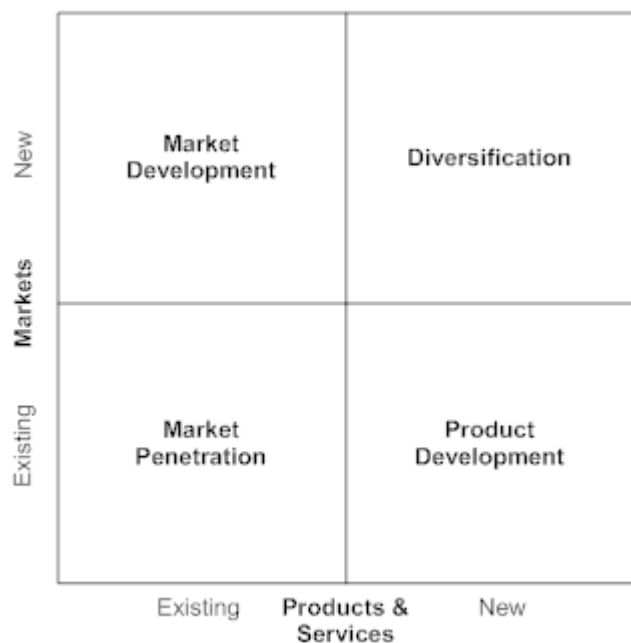 New
Market
Development
Diversification
Markets
Existing
Market
Penetration
Product
Development
Existing
Products &
Services
New